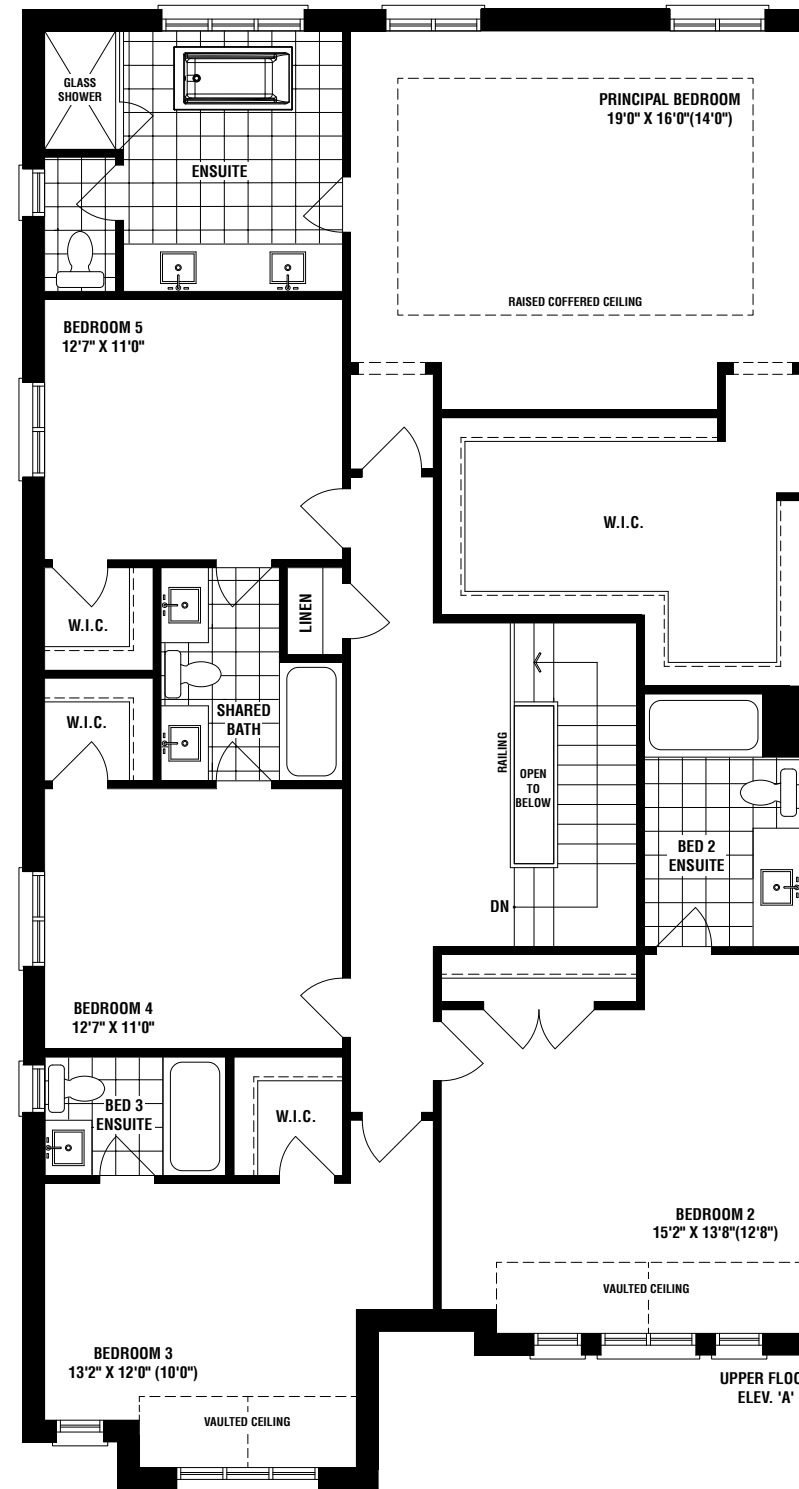 GLASS
SHOWER
PRINCIPAL BEDROOM
19'0" X 16'0"(14'0")
ENSUITE
RAISED COFFERED CEILING
BEDROOM 5
12'7" X 11'0"
W.I.C.
W.I.C.
LINEN
W.I.C.
SHARED
BATH
RAILING
OPEN
TO
BELOW
BED 2
ENSUITE
DN
BEDROOM 4
12'7" X 11'0"
BED 3
ENSUITE
W.I.C.
BEDROOM 2
15'2" X 13'8"(12'8")
VAULTED CEILING
BEDROOM 3
13'2" X 12'0" (10'0")
VAULTED CEILING
UPPER FLOO
ELEV. 'A'